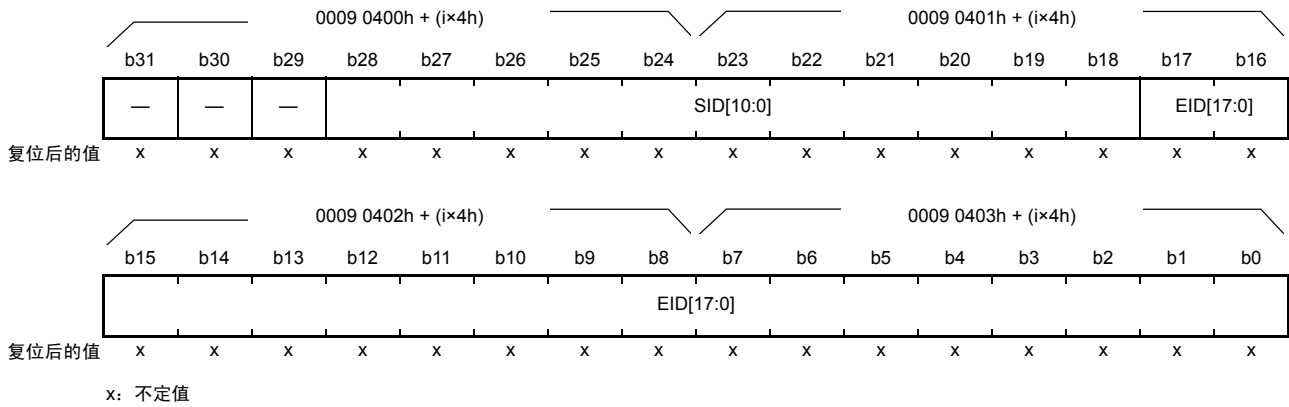 0009 0400h + (i×4h) 0009 0401h + (i×4h)
b31 b30 b29 b28 b27 b26 b25 b24 b23 b22 b21 b20 b19 b18 b17 b16
— — — SID[10:0] EID[17:0]
复位后的值 x x x x x x x x x x x x x x x x
0009 0402h + (i×4h) 0009 0403h + (i×4h)
b15 b14 b13 b12 b11 b10 b9 b8 b7 b6 b5 b4 b3 b2 b1 b0
EID[17:0]
复位后的值 x x x x x x x x x x x x x x x x
x：不定值